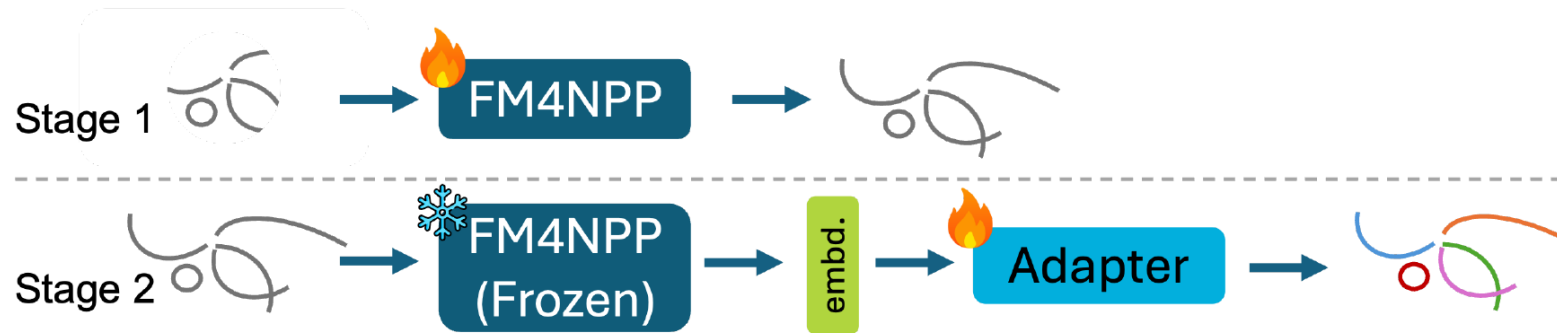 Stage 1
FM4NPP
Stage 2
FM4NPP
(Frozen)
embd.
Adapter